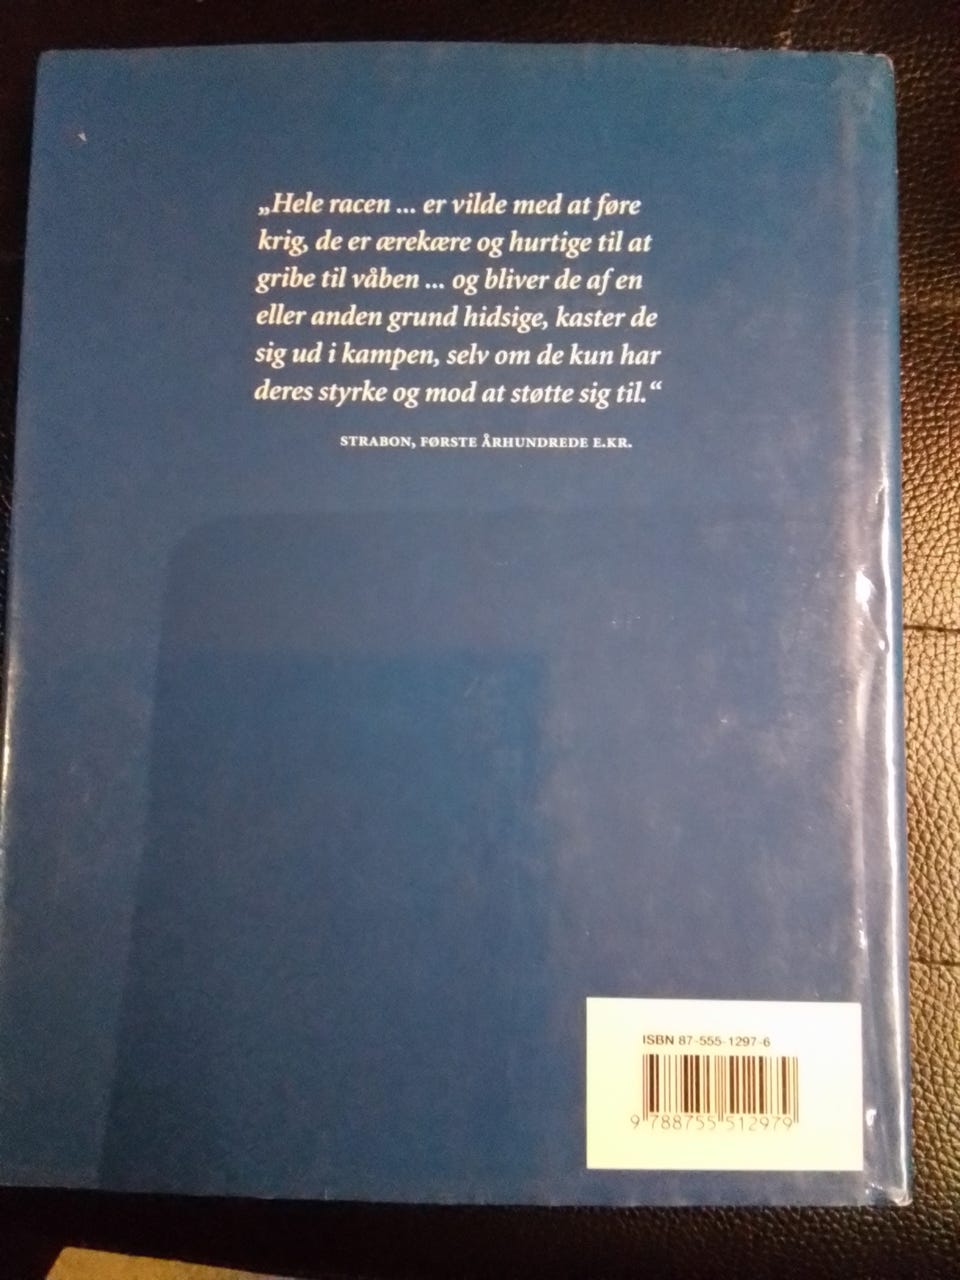 „Hele racen ... er vilde med at føre
krig, de er ærekære og hurtige til at
gribe til våben ... og bliver de af en
eller anden grund hidsige, kaster de
sig ud i kampen, selv om de kun har
deres styrke og mod at støtte sig til.“
STRABON, FØRSTE ÅRHUNDREDE E.KR.
ISBN 87-555-1297-6
9 788755 512979